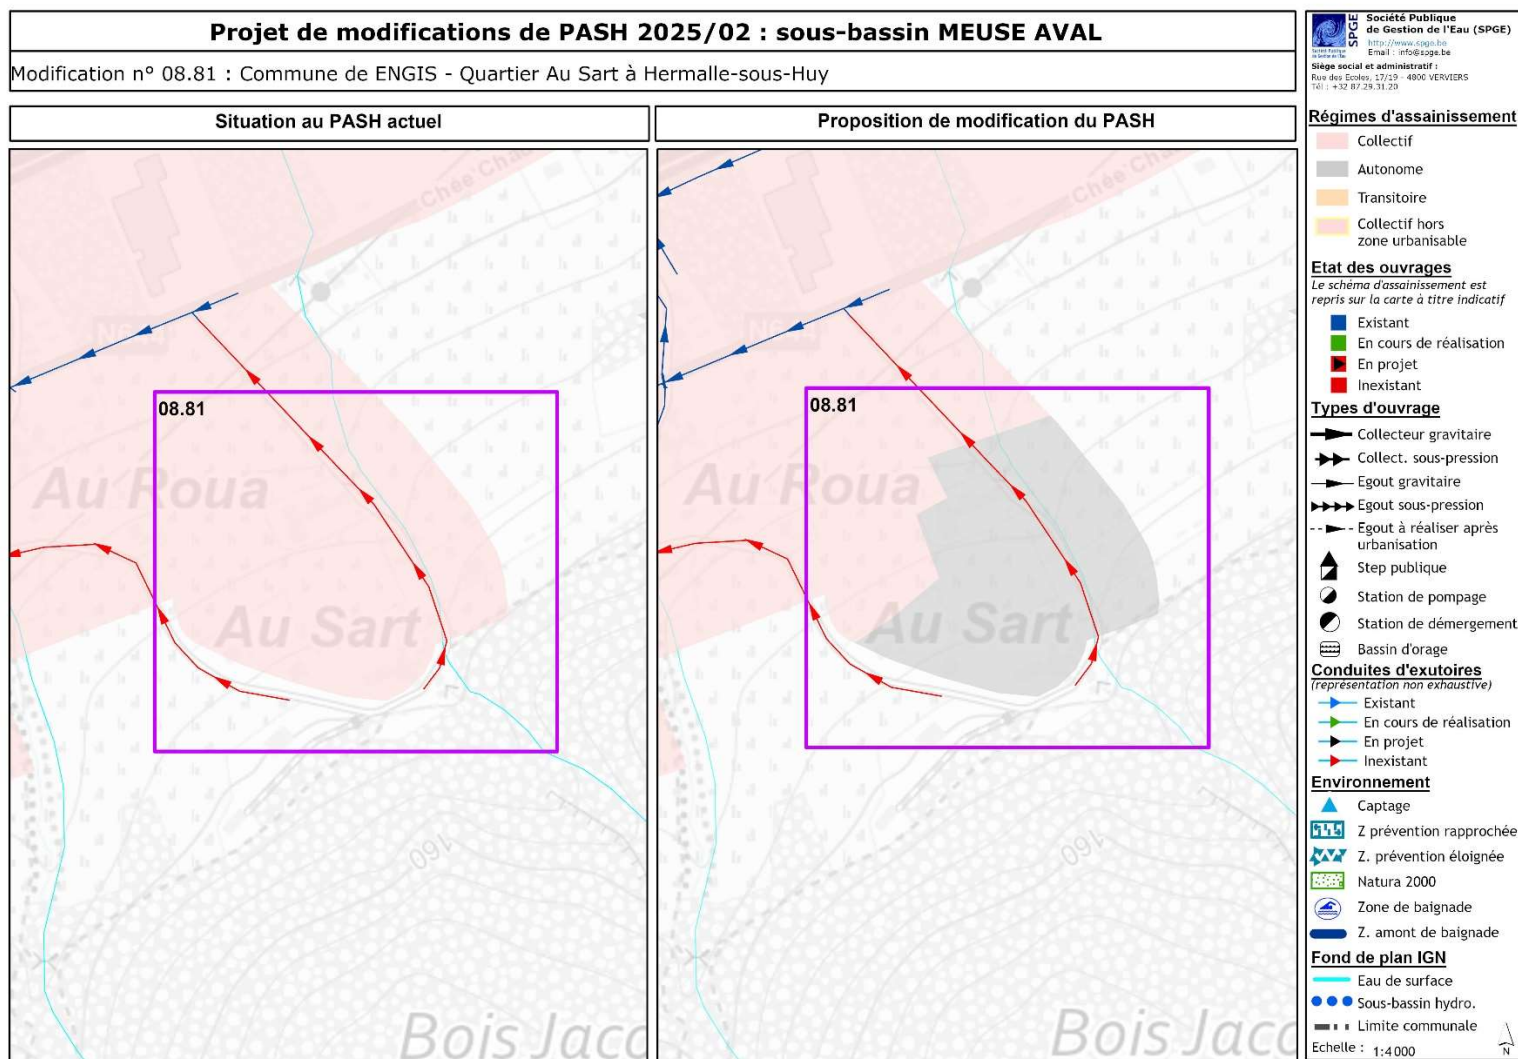 Projet de modifications de PASH 2025/02 : sous-bassin MEUSE AVAL
Modification n° 08.81 : Commune de ENGIS - Quartier Au Sart à Hermalle-sous-Huy
Situation au PASH actuel
Chée Cha
08.81
Au Roua
Au Sart
160
Bois Jaco
Proposition de modification du PASH
Chée Cha
08.81
Au Roua
Au Sart
160
Bois Jaco
SPGE
Société Publique
de Gestion de l'Eau (SPGE)
http://www.spge.be
Email : info@spge.be
Siège social et administratif :
Rue des Ecoles, 17/19 - 4800 VERVIERS
Tél : +32 87.29.31.20
Régimes d'assainissement
Collectif
Autonome
Transitoire
Collectif hors
zone urbanisable
Etat des ouvrages
Le schéma d'assainissement est
repris sur la carte à titre indicatif
Existant
En cours de réalisation
En projet
Inexistant
Types d'ouvrage
Collecteur gravitaire
Collect. sous-pression
Egout gravitaire
Egout sous-pression
Egout à réaliser après
urbanisation
Step publique
Station de pompage
Station de démergement
Bassin d'orage
Conduites d'exutoires
(représentation non exhaustive)
Existant
En cours de réalisation
En projet
Inexistant
Environnement
Captage
Z prévention rapprochée
Z. prévention éloignée
Natura 2000
Zone de baignade
Z. amont de baignade
Fond de plan IGN
Eau de surface
Sous-bassin hydro.
Limite communale
Echelle : 1:4 000
N